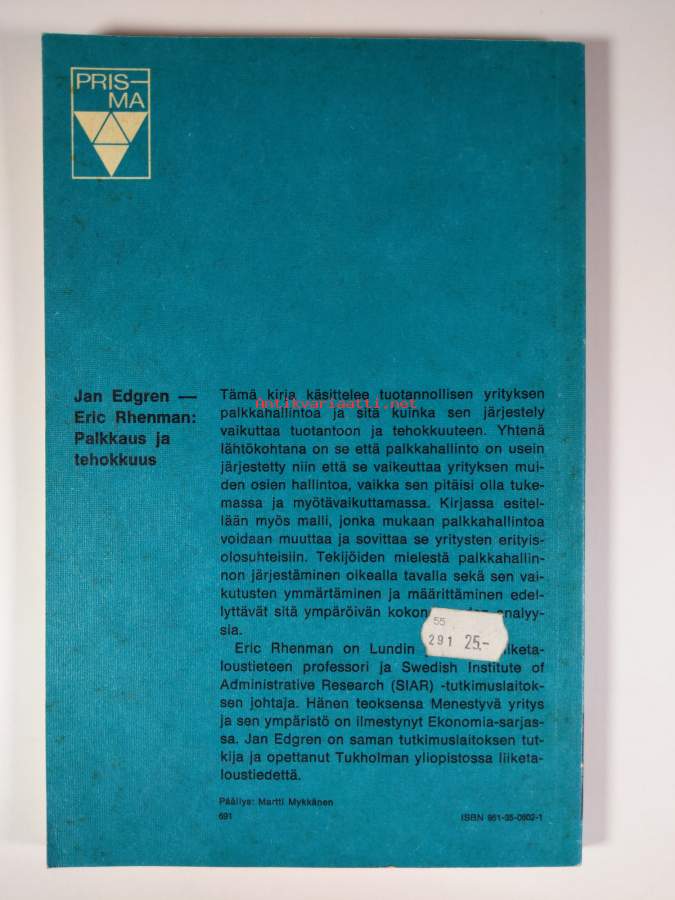 PRIS—
MA
Jan Edgren —
Eric Rhenman:
Palkkaus ja
tehokkuus
Tämä kirja käsittelee tuotannollisen yrityksen
palkkahallintoa ja sitä kuinka sen järjestely
vaikuttaa tuotantoon ja tehokkuuteen. Yhtenä
lähtökohtana on se että palkkahallinto on usein
järjestetty niin että se vaikeuttaa yrityksen mui-
den osien hallintoa, vaikka sen pitäisi olla tuke-
massa ja myötävaikuttamassa. Kirjassa esitel-
lään myös malli, jonka mukaan palkkahallintoa
voidaan muuttaa ja sovittaa se yritysten erityis-
olosuhteisiin. Tekijöiden mielestä palkkahallin-
non järjestäminen oikealla tavalla sekä sen vai-
kutusten ymmärtäminen ja määrittäminen edel-
lyttävät sitä ympäröivän analyy-
sia.
Eric Rhenman on Lundin liiketa-
loustieteen professori ja Swedish Institute of
Administrative Research (SIAR) -tutkimuslaitok-
sen johtaja. Hänen teoksensa Menestyvä yritys
ja sen ympäristö on ilmestynyt Ekonomia-sarjas-
sa. Jan Edgren on saman tutkimuslaitoksen tut-
kija ja opettanut Tukholman yliopistossa liiketa-
loustiedettä.
55
291 25:-
Päällys: Martti Mykkänen
691
ISBN 951-35-0802-1
Antikvariaatti.net